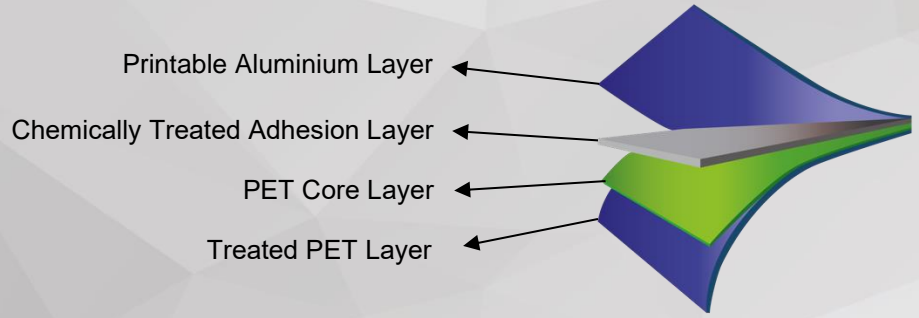 Printable Aluminium Layer
Chemically Treated Adhesion Layer
PET Core Layer
Treated PET Layer